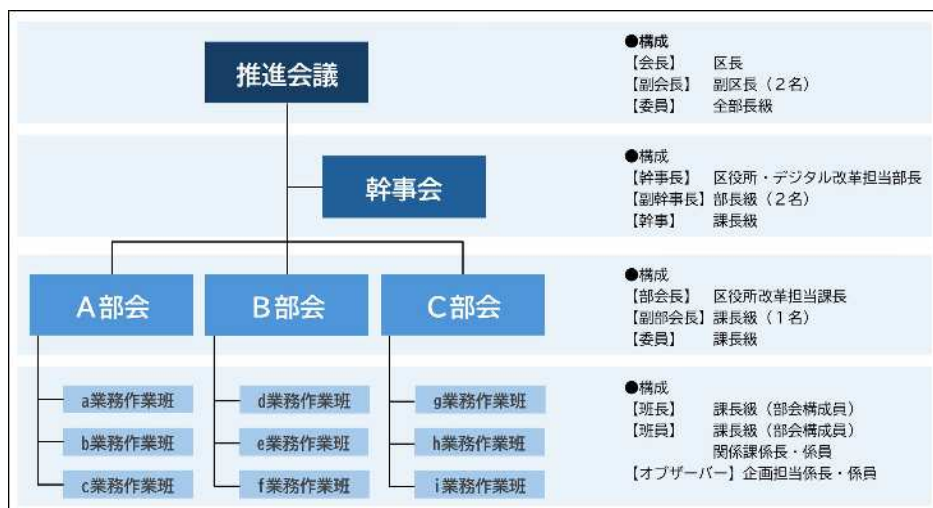 推進会議
●構成
【会長】 区長
【副会長】 副区長（２名）
【委員】 全部長級
幹事会
●構成
【幹事長】 区役所・デジタル改革担当部長
【副幹事長】部長級（２名）
【幹事】 課長級
A部会
B部会
C部会
●構成
【部会長】 区役所改革担当課長
【副部会長】課長級（１名）
【委員】 課長級
a業務作業班
d業務作業班
g業務作業班
b業務作業班
e業務作業班
h業務作業班
c業務作業班
f業務作業班
i業務作業班
●構成
【班長】 課長級（部会構成員）
【班員】 課長級（部会構成員）
関係課係長・係員
【オブザーバー】企画担当係長・係員